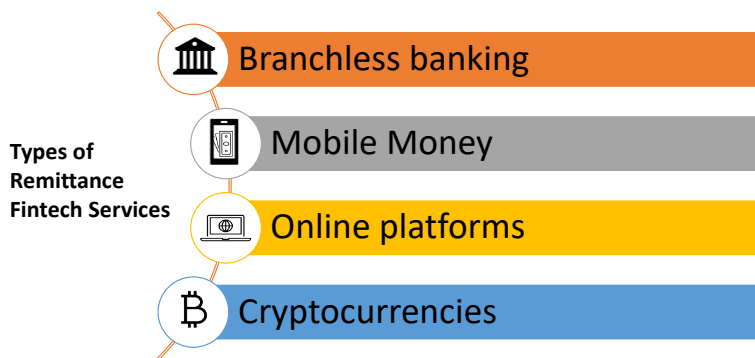 Types of
Remittance
Fintech Services
Branchless banking
Mobile Money
Online platforms
Cryptocurrencies